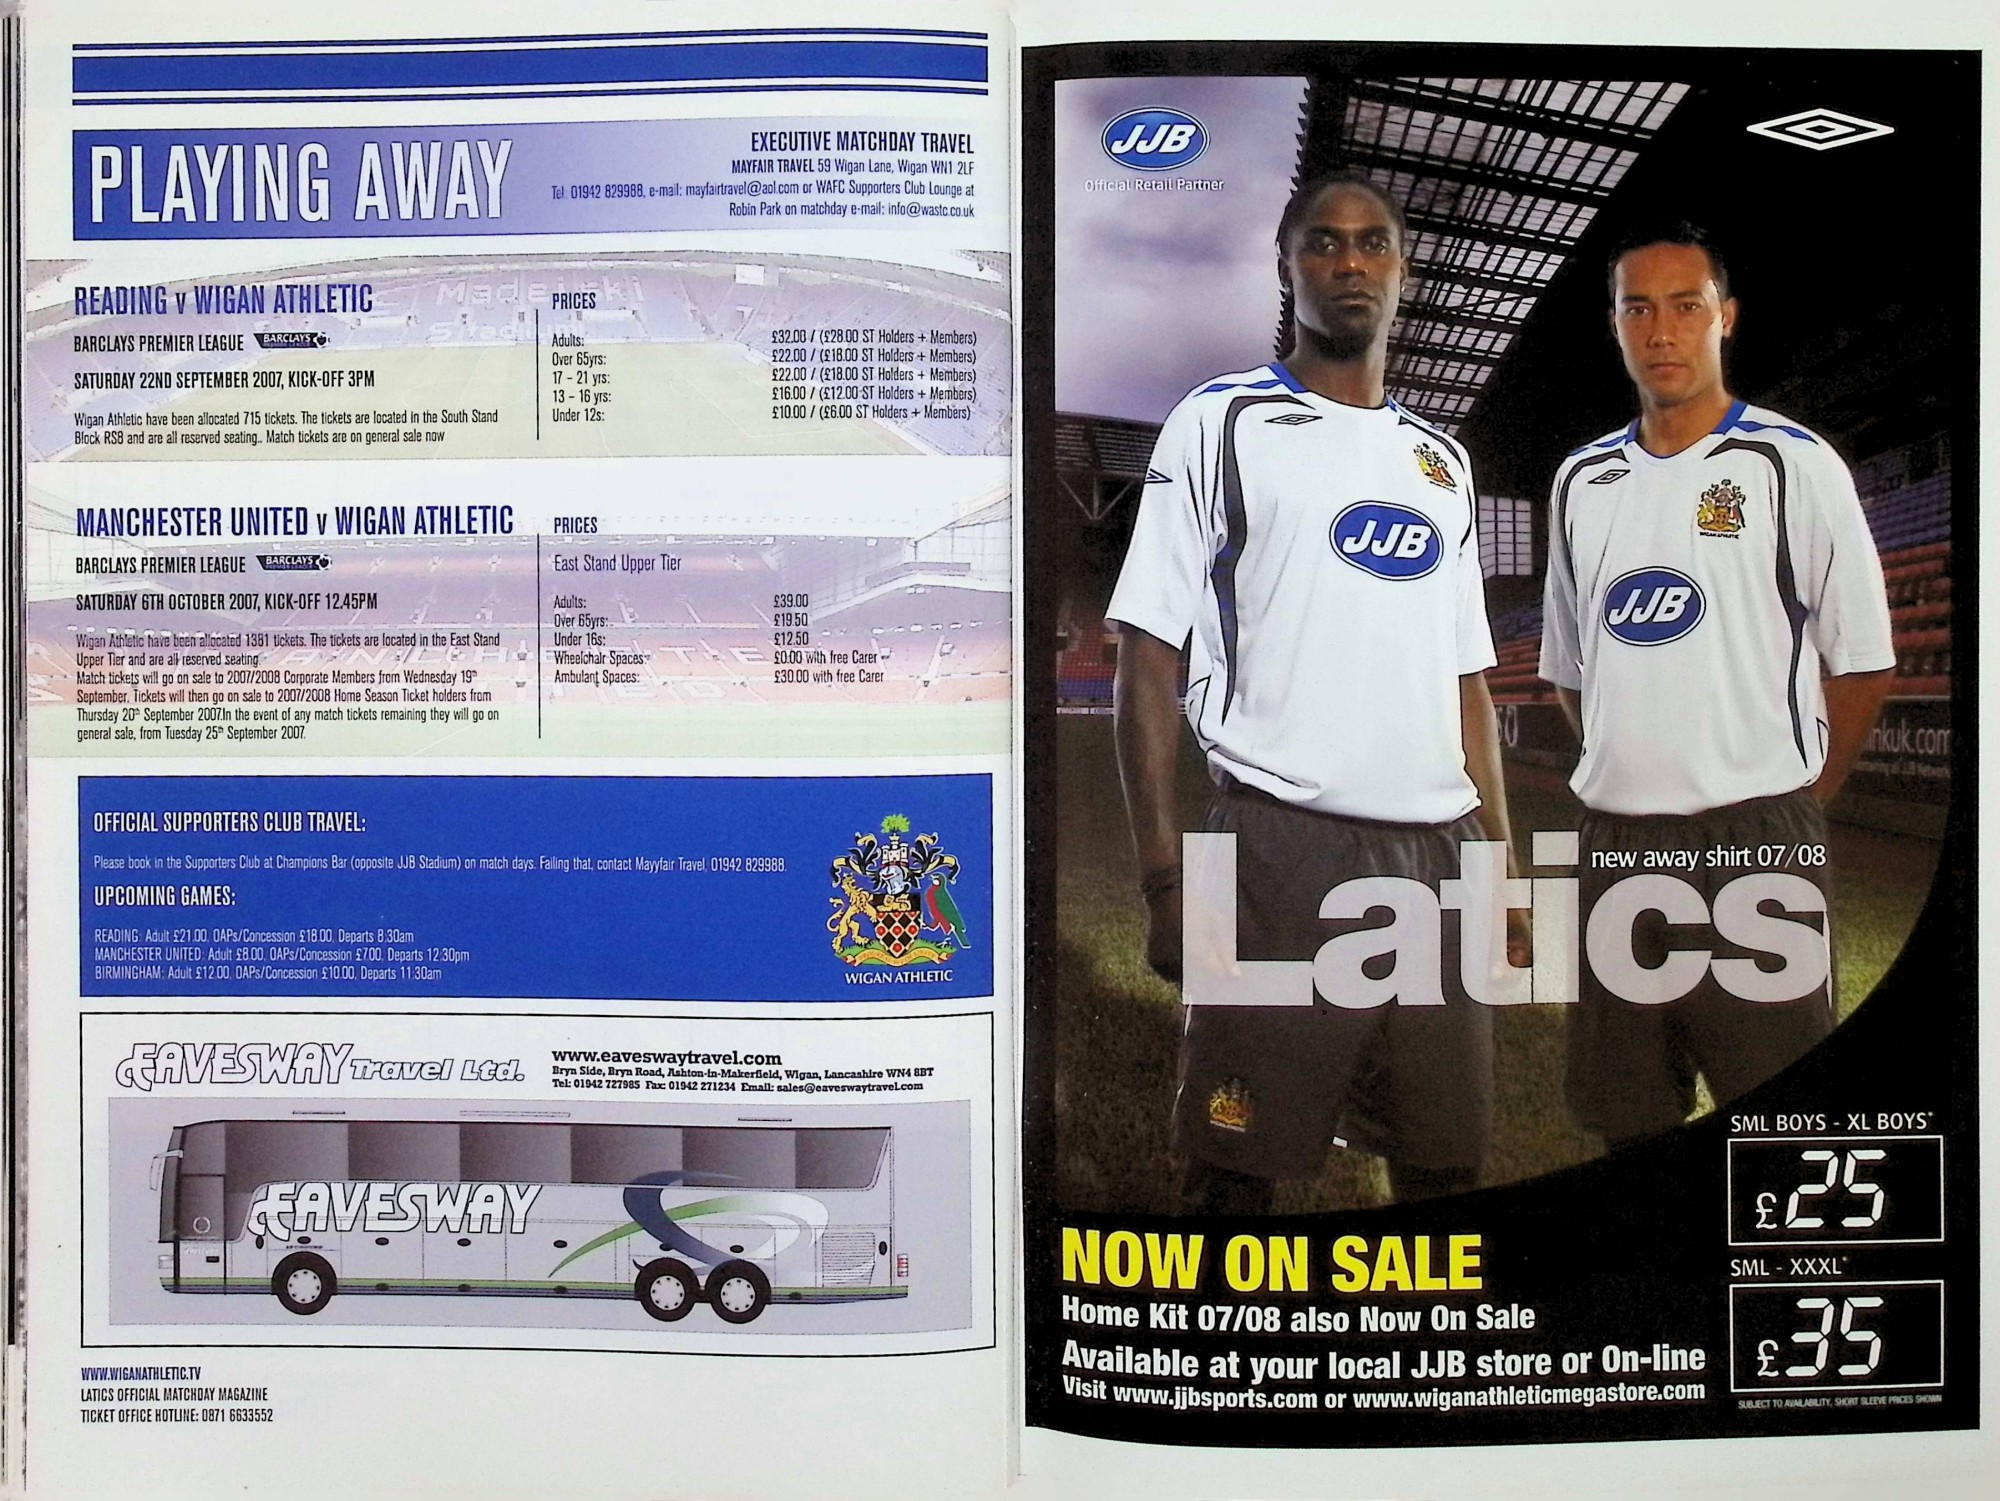 PLAYING AWAY
EXECUTIVE MATCHDAY TRAVEL
MAYFAIR TRAVEL 59 Wigan Lane, Wigan WN1 2LF
Tel: 01942 829988, e-mail: mayfairtravel@aol.com or WAFC Supporters Club Lounge at
Robin Park on matchday e-mail: info@wastc.co.uk
READING v WIGAN ATHLETIC
BARCLAYS PREMIER LEAGUE BARCLAYS
SATURDAY 22ND SEPTEMBER 2007, KICK-OFF 3PM
Wigan Athletic have been allocated 715 tickets. The tickets are located in the South Stand
Block RS8 and are all reserved seating.. Match tickets are on general sale now
Madejski
Stadium
PRICES
Adults: £32.00 / (£28.00 ST Holders + Members)
Over 65yrs: £22.00 / (£18.00 ST Holders + Members)
17 - 21 yrs: £22.00 / (£18.00 ST Holders + Members)
13 - 16 yrs: £16.00 / (£12.00 ST Holders + Members)
Under 12s: £10.00 / (£6.00 ST Holders + Members)
MANCHESTER UNITED v WIGAN ATHLETIC
BARCLAYS PREMIER LEAGUE BARCLAYS
SATURDAY 6TH OCTOBER 2007, KICK-OFF 12.45PM
Wigan Athletic have been allocated 1381 tickets. The tickets are located in the East Stand
Upper Tier and are all reserved seating.
Match tickets will go on sale to 2007/2008 Corporate Members from Wednesday 19th
September. Tickets will then go on sale to 2007/2008 Home Season Ticket holders from
Thursday 20th September 2007.In the event of any match tickets remaining they will go on
general sale, from Tuesday 25th September 2007.
PRICES
East Stand Upper Tier
Adults: £39.00
Over 65yrs: £19.50
Under 16s: £12.50
Wheelchair Spaces: £0.00 with free Carer
Ambulant Spaces: £30.00 with free Carer
OFFICIAL SUPPORTERS CLUB TRAVEL:
Please book in the Supporters Club at Champions Bar (opposite JJB Stadium) on match days. Failing that, contact Mayyfair Travel, 01942 829988.
UPCOMING GAMES:
READING: Adult £21.00, OAPs/Concession £18.00, Departs 8:30am
MANCHESTER UNITED: Adult £8.00, OAPs/Concession £7.00, Departs 12:30pm
BIRMINGHAM: Adult £12.00, OAPs/Concession £10.00, Departs 11:30am
WIGAN ATHLETIC
EAVESWAY Travel Ltd.
www.eaveswaytravel.com
Bryn Side, Bryn Road, Ashton-in-Makerfield, Wigan, Lancashire WN4 8BT
Tel: 01942 727985 Fax: 01942 271234 Email: sales@eaveswaytravel.com
EAVESWAY
WWW.WIGANATHLETIC.TV
LATICS OFFICIAL MATCHDAY MAGAZINE
TICKET OFFICE HOTLINE: 0871 6633552
JJB
Official Retail Partner
JJB
JJB
WIGAN ATHLETIC
inkuk.com
new away shirt 07/08
Latics
SML BOYS - XL BOYS*
£25
SML - XXXL*
£35
SUBJECT TO AVAILABILITY, SHORT SLEEVE PRICES SHOWN
NOW ON SALE
Home Kit 07/08 also Now On Sale
Available at your local JJB store or On-line
Visit www.jjbsports.com or www.wiganathleticmegastore.com